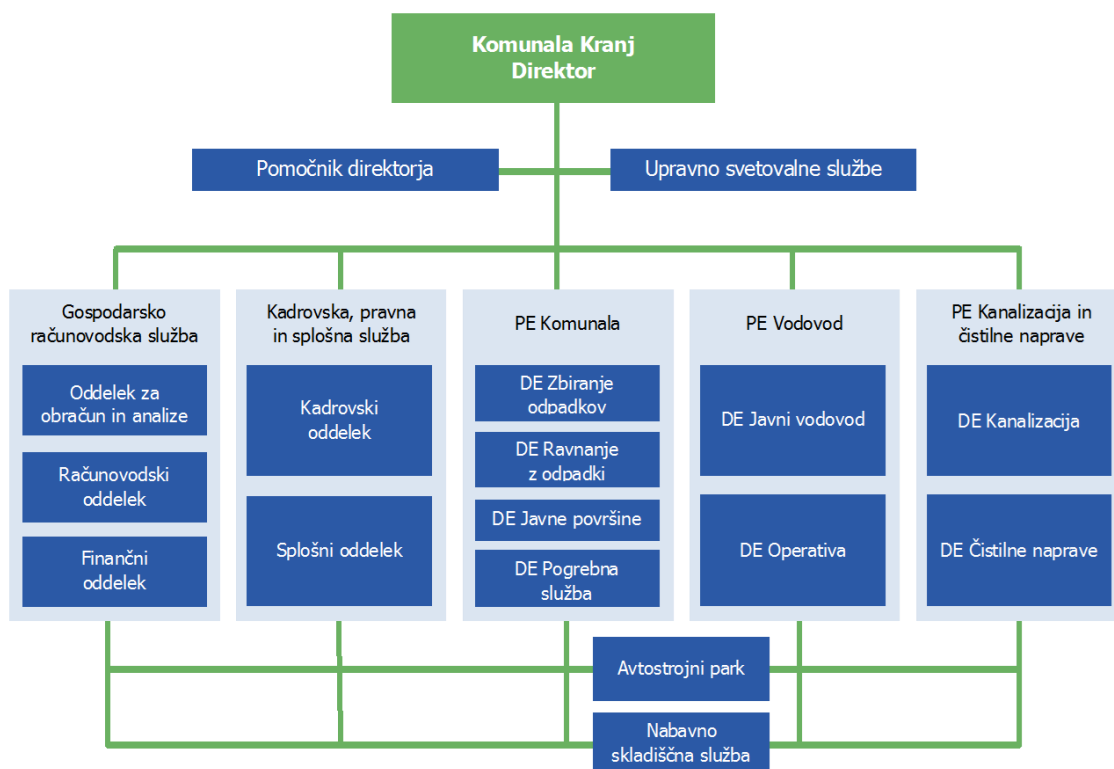 Komunala Kranj
Direktor
Pomočnik direktorja
Upravno svetovalne službe
Gospodarsko
računovodska služba
Oddelek za
obračun in analize
Računovodski
oddelek
Finančni
oddelek
Kadrovska, pravna
in splošna služba
Kadrovski
oddelek
Splošni oddelek
PE Komunala
DE Zbiranje
odpadkov
DE Ravnanje
z odpadki
DE Javne površine
DE Pogrebna
služba
PE Vodovod
DE Javni vodovod
DE Operativa
PE Kanalizacija in
čistilne naprave
DE Kanalizacija
DE Čistilne naprave
Avtostrojni park
Nabavno
skladiščna služba